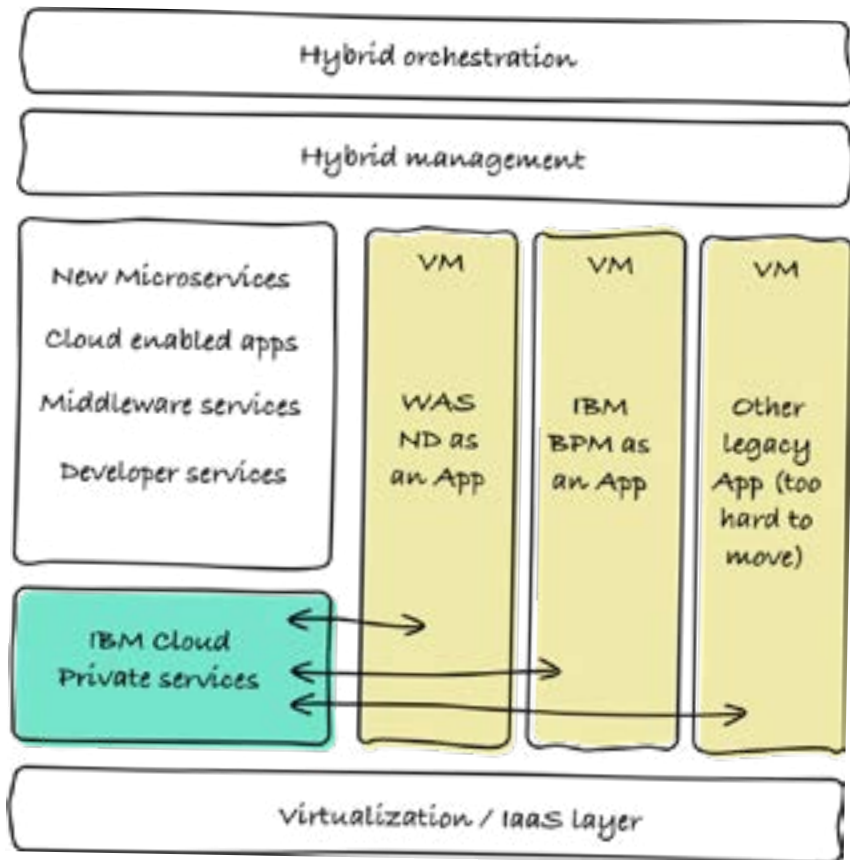 Hybrid orchestration
Hybrid management
New Microservices
Cloud enabled apps
Middleware services
Developer services
VM
WAS
ND as
an App
VM
IBM
BPM as
an App
VM
Other
legacy
App (too
hard to
move)
IBM Cloud
Private services
Virtualization / IaaS layer